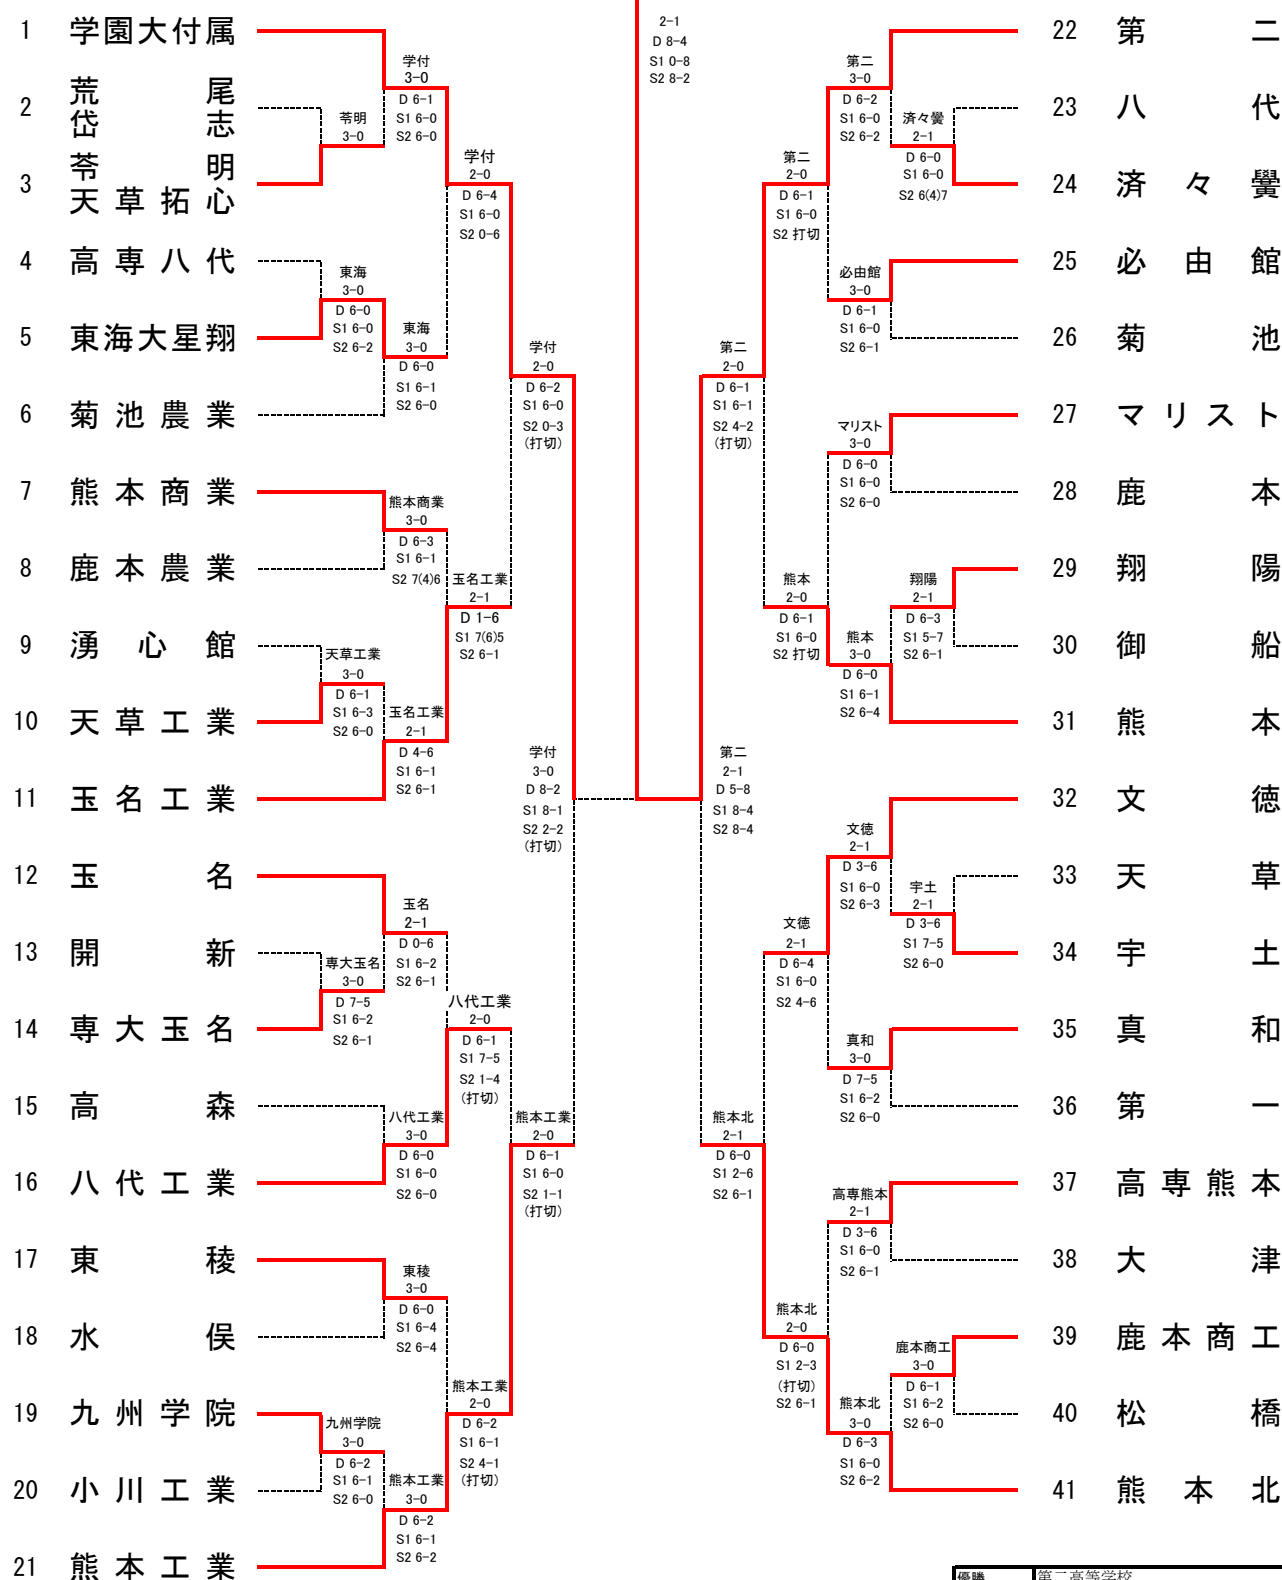 2-1
D 8-4
S1 0-8
S2 8-2
1 学園大付属
2 荒尾
岱志
3 苓明
天草拓心
4 高専八代
5 東海大星翔
6 菊池農業
7 熊本商業
8 鹿本農業
9 湧心館
10 天草工業
11 玉名工業
12 玉名
13 開新
14 専大玉名
15 高森
16 八代工業
17 東稜
18 水俣
19 九州学院
20 小川工業
21 熊本工業
苓明
3-0
東海
3-0
D 6-0
S1 6-0
S2 6-2
天草工業
3-0
D 6-1
S1 6-3
S2 6-0
専大玉名
3-0
D 7-5
S1 6-2
S2 6-1
九州学院
3-0
D 6-2
S1 6-1
S2 6-0
学付
3-0
D 6-1
S1 6-0
S2 6-0
東海
3-0
D 6-0
S1 6-1
S2 6-0
熊本商業
3-0
D 6-3
S1 6-1
S2 7(4)6
玉名工業
2-1
D 4-6
S1 6-1
S2 6-1
玉名
2-1
D 0-6
S1 6-2
S2 6-1
八代工業
3-0
D 6-0
S1 6-0
S2 6-0
東稜
3-0
D 6-0
S1 6-4
S2 6-4
熊本工業
3-0
D 6-2
S1 6-1
S2 6-2
学付
2-0
D 6-4
S1 6-0
S2 0-6
玉名工業
2-1
D 1-6
S1 7(6)5
S2 6-1
八代工業
2-0
D 6-1
S1 7-5
S2 1-4
(打切)
熊本工業
2-0
D 6-2
S1 6-1
S2 4-1
(打切)
学付
2-0
D 6-2
S1 6-0
S2 0-3
(打切)
熊本工業
2-0
D 6-1
S1 6-0
S2 1-1
(打切)
学付
3-0
D 8-2
S1 8-1
S2 2-2
(打切)
第二
2-1
D 5-8
S1 8-4
S2 8-4
第二
2-0
D 6-1
S1 6-1
S2 4-2
(打切)
熊本北
2-1
D 6-0
S1 2-6
S2 6-1
第二
2-0
D 6-1
S1 6-0
S2 打切
熊本
2-0
D 6-1
S1 6-0
S2 打切
文徳
2-1
D 6-4
S1 6-0
S2 4-6
熊本北
2-0
D 6-0
S1 2-3
(打切)
S2 6-1
第二
3-0
D 6-2
S1 6-0
S2 6-2
必由館
3-0
D 6-1
S1 6-0
S2 6-1
マリスト
3-0
D 6-0
S1 6-0
S2 6-0
熊本
3-0
D 6-0
S1 6-1
S2 6-4
文徳
2-1
D 3-6
S1 6-0
S2 6-3
真和
3-0
D 7-5
S1 6-2
S2 6-0
高専熊本
2-1
D 3-6
S1 6-0
S2 6-1
熊本北
3-0
D 6-3
S1 6-0
S2 6-2
済々黌
2-1
D 6-0
S1 6-0
S2 6(4)7
翔陽
2-1
D 6-3
S1 5-7
S2 6-1
宇土
2-1
D 3-6
S1 7-5
S2 6-0
鹿本商工
3-0
D 6-1
S1 6-2
S2 6-0
22 第二
23 八代
24 済々黌
25 必由館
26 菊池
27 マリスト
28 鹿本
29 翔陽
30 御船
31 熊本
32 文徳
33 天草
34 宇土
35 真和
36 第一
37 高専熊本
38 大津
39 鹿本商工
40 松橋
41 熊本北
優勝 第二高等学校